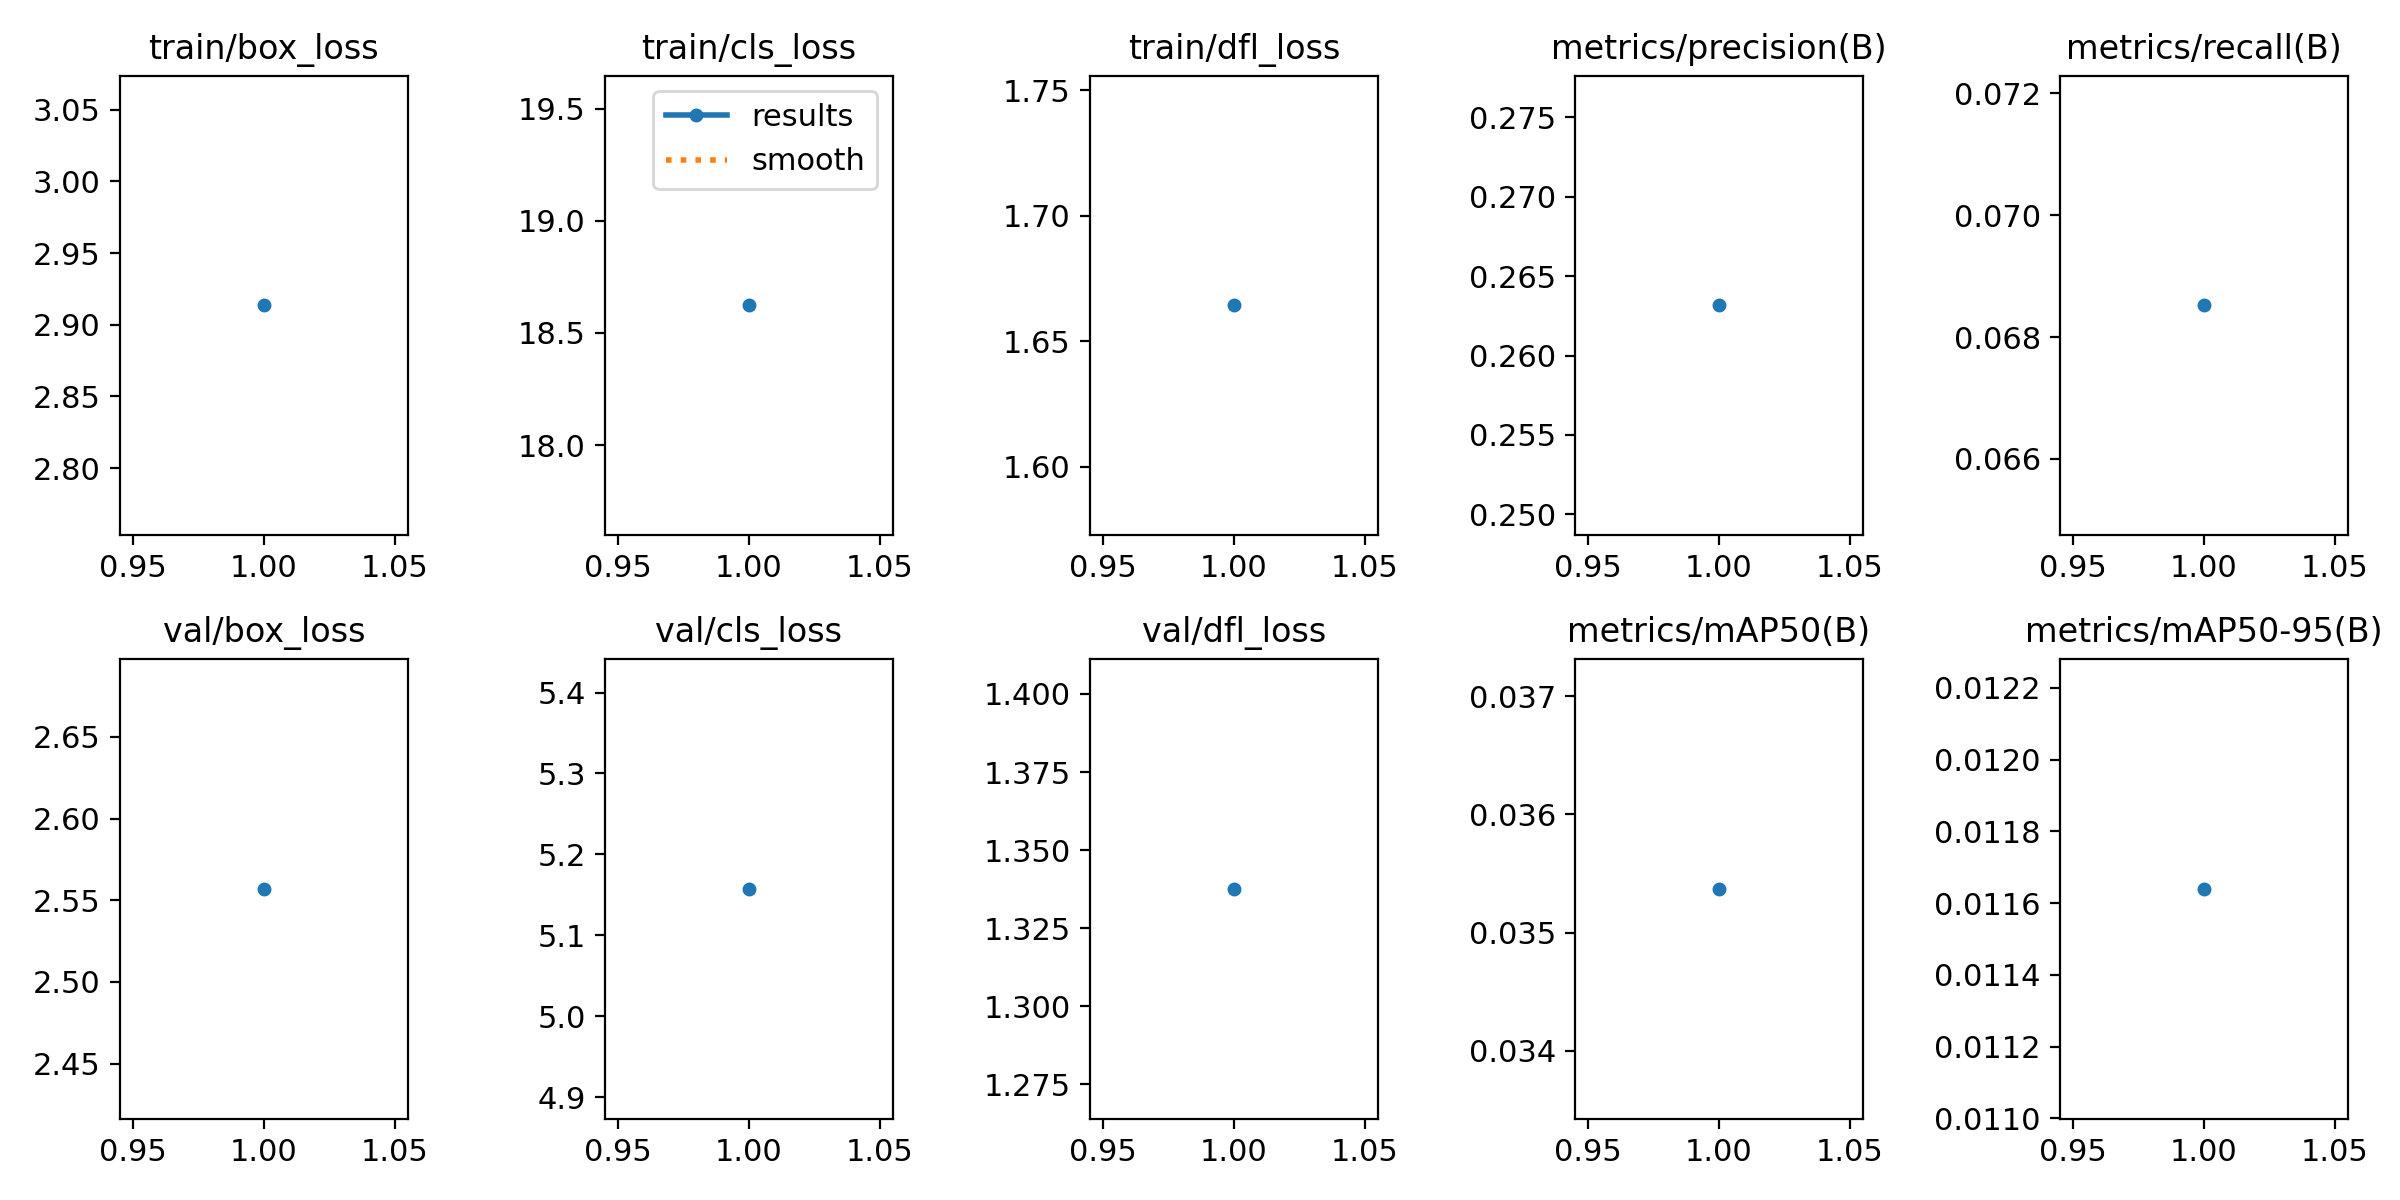 train/box_loss
3.05
3.00
2.95
2.90
2.85
2.80
0.95 1.00 1.05
train/cls_loss
results
smooth
19.5
19.0
18.5
18.0
0.95 1.00 1.05
train/dfl_loss
1.75
1.70
1.65
1.60
0.95 1.00 1.05
metrics/precision(B)
0.275
0.270
0.265
0.260
0.255
0.250
0.95 1.00 1.05
metrics/recall(B)
0.072
0.070
0.068
0.066
0.95 1.00 1.05
val/box_loss
2.65
2.60
2.55
2.50
2.45
0.95 1.00 1.05
val/cls_loss
5.4
5.3
5.2
5.1
5.0
4.9
0.95 1.00 1.05
val/dfl_loss
1.400
1.375
1.350
1.325
1.300
1.275
0.95 1.00 1.05
metrics/mAP50(B)
0.037
0.036
0.035
0.034
0.95 1.00 1.05
metrics/mAP50-95(B)
0.0122
0.0120
0.0118
0.0116
0.0114
0.0112
0.0110
0.95 1.00 1.05